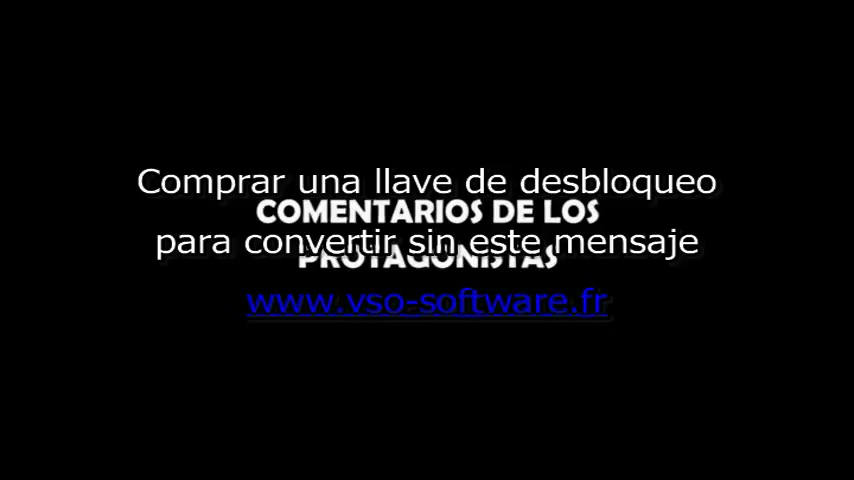 Comprar una llave de desbloqueo
COMENTARIOS DE LOS
para convertir sin este mensaje
PROTAGONISTAS
www.vso-software.fr